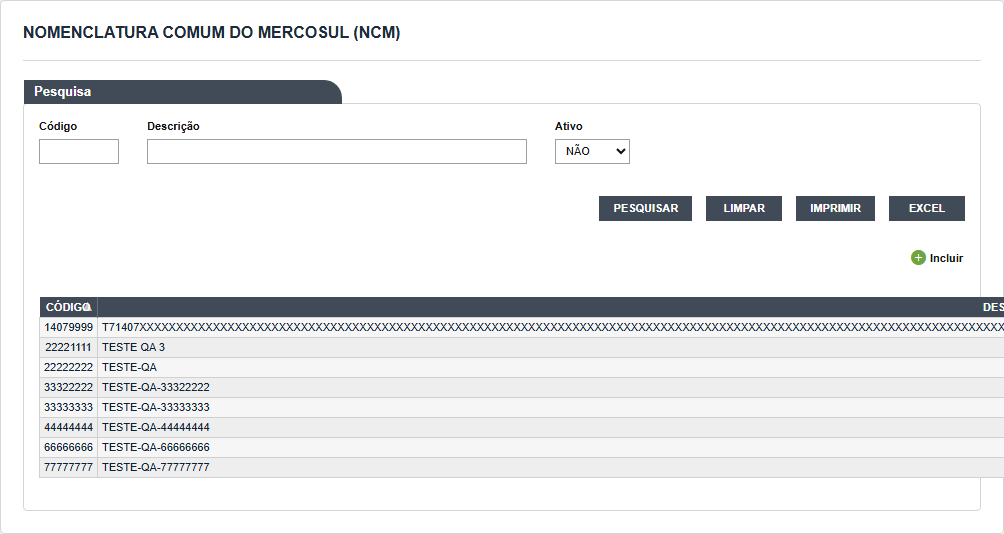 NOMENCLATURA COMUM DO MERCOSUL (NCM)
Pesquisa
Código Descrição Ativo
NÃO
PESQUISAR LIMPAR IMPRIMIR EXCEL
Incluir
CÓDIGO DES
14079999 T71407XXXXXXXXXXXXXXXXXXXXXXXXXXXXXXXXXXXXXXXXXXXXXXXXXXXXXXXXXXXXXXXXXXXXXXXXXXXXXXXXXXXXXXXXXXXXXXXXXXXXXXXXXXXXXXXXXXXXXXXX
22221111 TESTE QA 3
22222222 TESTE-QA
33322222 TESTE-QA-33322222
33333333 TESTE-QA-33333333
44444444 TESTE-QA-44444444
66666666 TESTE-QA-66666666
77777777 TESTE-QA-77777777